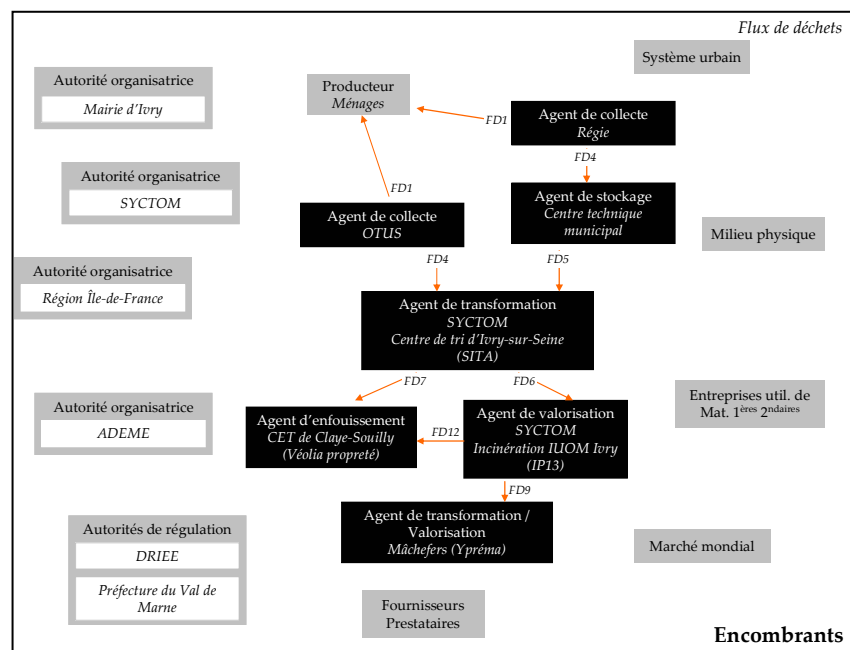 Flux de déchets
Système urbain
Autorité organisatrice
Mairie d'Ivry
Producteur
Ménages
FD1
Agent de collecte
Régie
FD4
Autorité organisatrice
SYCTOM
FD1
Agent de collecte
OTUS
Agent de stockage
Centre technique
municipal
Milieu physique
FD4
FD5
Autorité organisatrice
Région Île-de-France
Agent de transformation
SYCTOM
Centre de tri d'Ivry-sur-Seine
(SITA)
FD7
FD6
Entreprises util. de
Mat. 1ères 2ndaires
Autorité organisatrice
ADEME
Agent d'enfouissement
CET de Claye-Souilly
(Véolia propreté)
FD12
Agent de valorisation
SYCTOM
Incinération IUOM Ivry
(IP13)
FD9
Agent de transformation /
Valorisation
Mâchefers (Ypréma)
Autorités de régulation
DRIEE
Préfecture du Val de
Marne
Marché mondial
Fournisseurs
Prestataires
Encombrants